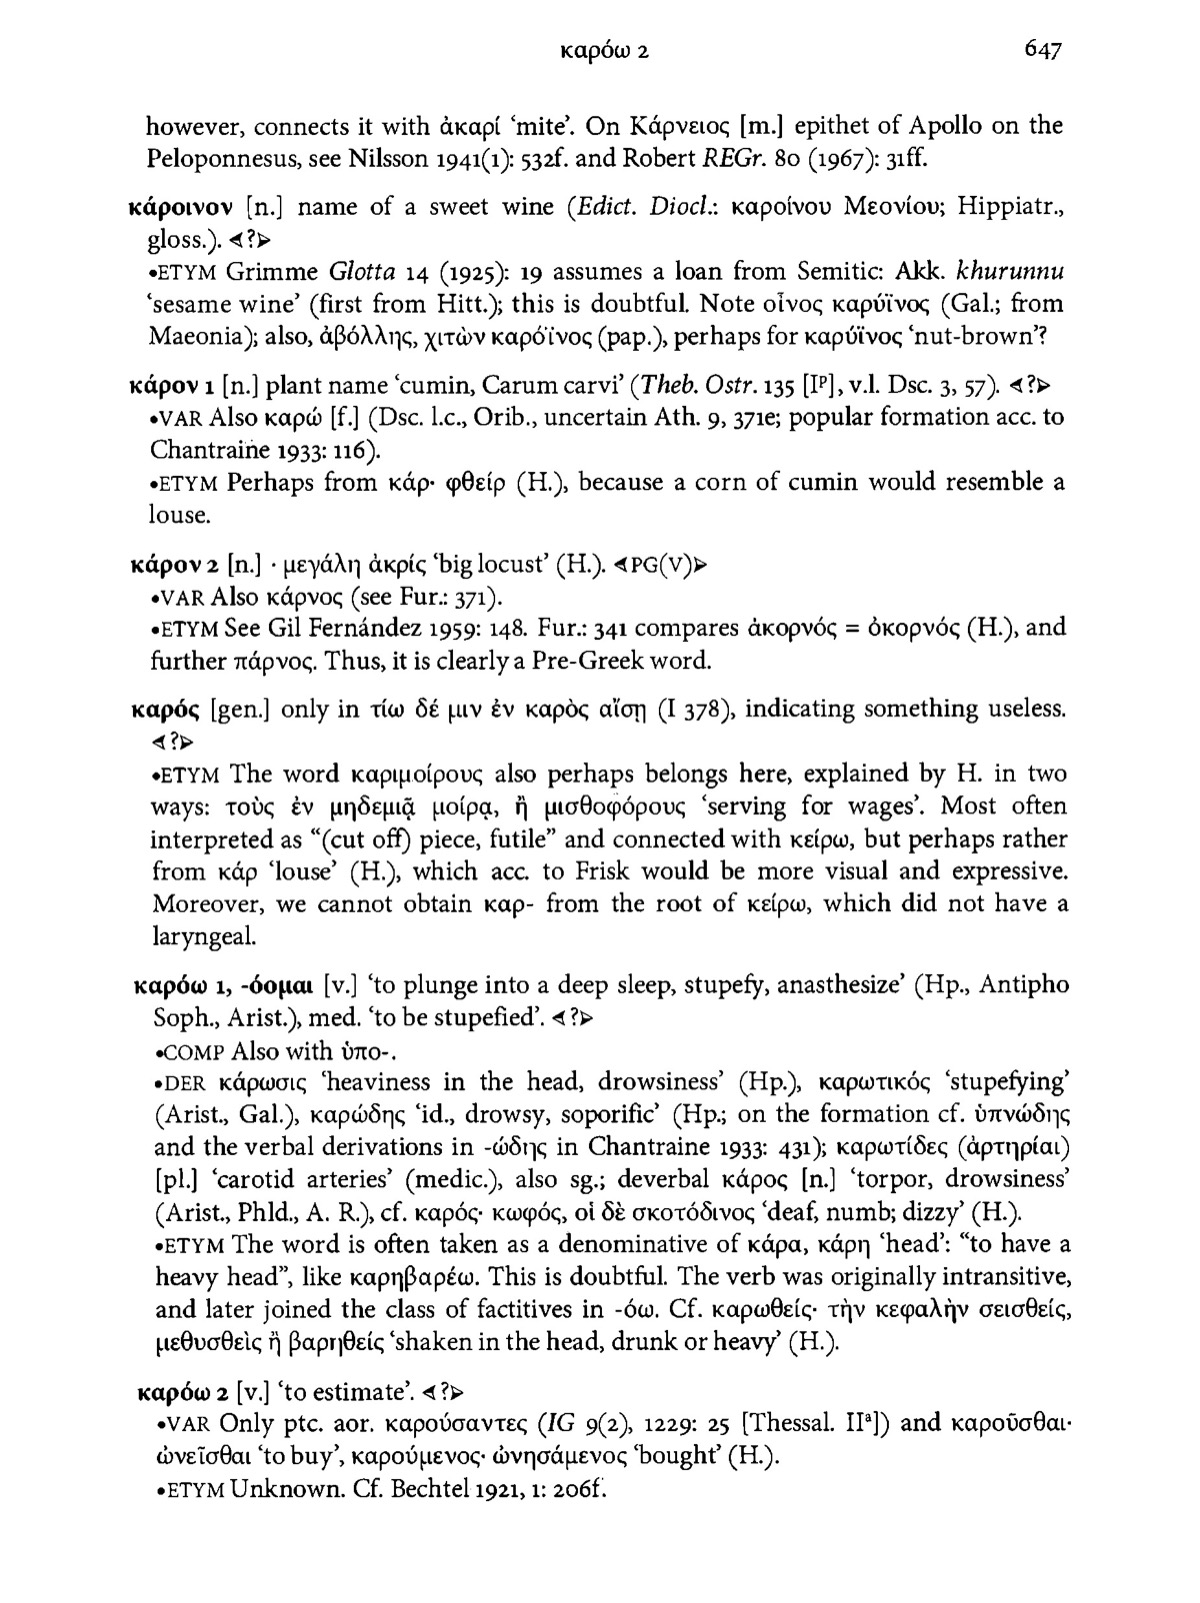 καρόω 2 647
however, connects it with ἀκαρί ‘mite’. On Κάρνειος [m.] epithet of Apollo on the
Peloponnesus, see Nilsson 1941(1): 532f. and Robert REGr. 80 (1967): 31ff.
κάροινον [n.] name of a sweet wine (Edict. Diocl.: καροίνου Μεονίου; Hippiatr.,
gloss.). ◁?▷
•ETYM Grimme Glotta 14 (1925): 19 assumes a loan from Semitic: Akk. khurunnu
‘sesame wine’ (first from Hitt.); this is doubtful. Note οἶνος καρύϊνος (Gal.; from
Maeonia); also, ἀβόλλης, χιτὼν καρόϊνος (pap.), perhaps for καρύϊνος ‘nut-brown’?
κάρον 1 [n.] plant name ‘cumin, Carum carvi’ (Theb. Ostr. 135 [Iᵖ], v.l. Dsc. 3, 57). ◁?▷
•VAR Also καρώ [f.] (Dsc. l.c., Orib., uncertain Ath. 9, 371e; popular formation acc. to
Chantraine 1933: 116).
•ETYM Perhaps from κάρ· φθείρ (H.), because a corn of cumin would resemble a
louse.
κάρον 2 [n.] · μεγάλη ἀκρίς ‘big locust’ (H.). ◁PG(V)▷
•VAR Also κάρνος (see Fur.: 371).
•ETYM See Gil Fernández 1959: 148. Fur.: 341 compares ἀκορνός = ὀκορνός (H.), and
further πάρνος. Thus, it is clearly a Pre-Greek word.
καρός [gen.] only in τίω δέ μιν ἐν καρὸς αἴσῃ (I 378), indicating something useless.
◁?▷
•ETYM The word καριμοίρους also perhaps belongs here, explained by H. in two
ways: τοὺς ἐν μηδεμιᾷ μοίρᾳ, ἢ μισθοφόρους ‘serving for wages’. Most often
interpreted as “(cut off) piece, futile” and connected with κείρω, but perhaps rather
from κάρ ‘louse’ (H.), which acc. to Frisk would be more visual and expressive.
Moreover, we cannot obtain καρ- from the root of κείρω, which did not have a
laryngeal.
καρόω 1, -όομαι [v.] ‘to plunge into a deep sleep, stupefy, anasthesize’ (Hp., Antipho
Soph., Arist.), med. ‘to be stupefied’. ◁?▷
•COMP Also with ὑπο-.
•DER κάρωσις ‘heaviness in the head, drowsiness’ (Hp.), καρωτικός ‘stupefying’
(Arist., Gal.), καρώδης ‘id., drowsy, soporific’ (Hp.; on the formation cf. ὑπνώδης
and the verbal derivations in -ώδης in Chantraine 1933: 431); καρωτίδες (ἀρτηρίαι)
[pl.] ‘carotid arteries’ (medic.), also sg.; deverbal κάρος [n.] ‘torpor, drowsiness’
(Arist., Phld., A. R.), cf. καρός· κωφός, οἱ δὲ σκοτόδινος ‘deaf, numb; dizzy’ (H.).
•ETYM The word is often taken as a denominative of κάρα, κάρη ‘head’: “to have a
heavy head”, like καρηβαρέω. This is doubtful. The verb was originally intransitive,
and later joined the class of factitives in -όω. Cf. καρωθείς· τὴν κεφαλὴν σεισθείς,
μεθυσθεὶς ἢ βαρηθείς ‘shaken in the head, drunk or heavy’ (H.).
καρόω 2 [v.] ‘to estimate’. ◁?▷
•VAR Only ptc. aor. καρούσαντες (IG 9(2), 1229: 25 [Thessal. IIᵃ]) and καροῦσθαι·
ὠνεῖσθαι ‘to buy’, καρούμενος· ὠνησάμενος ‘bought’ (H.).
•ETYM Unknown. Cf. Bechtel 1921, 1: 206f.